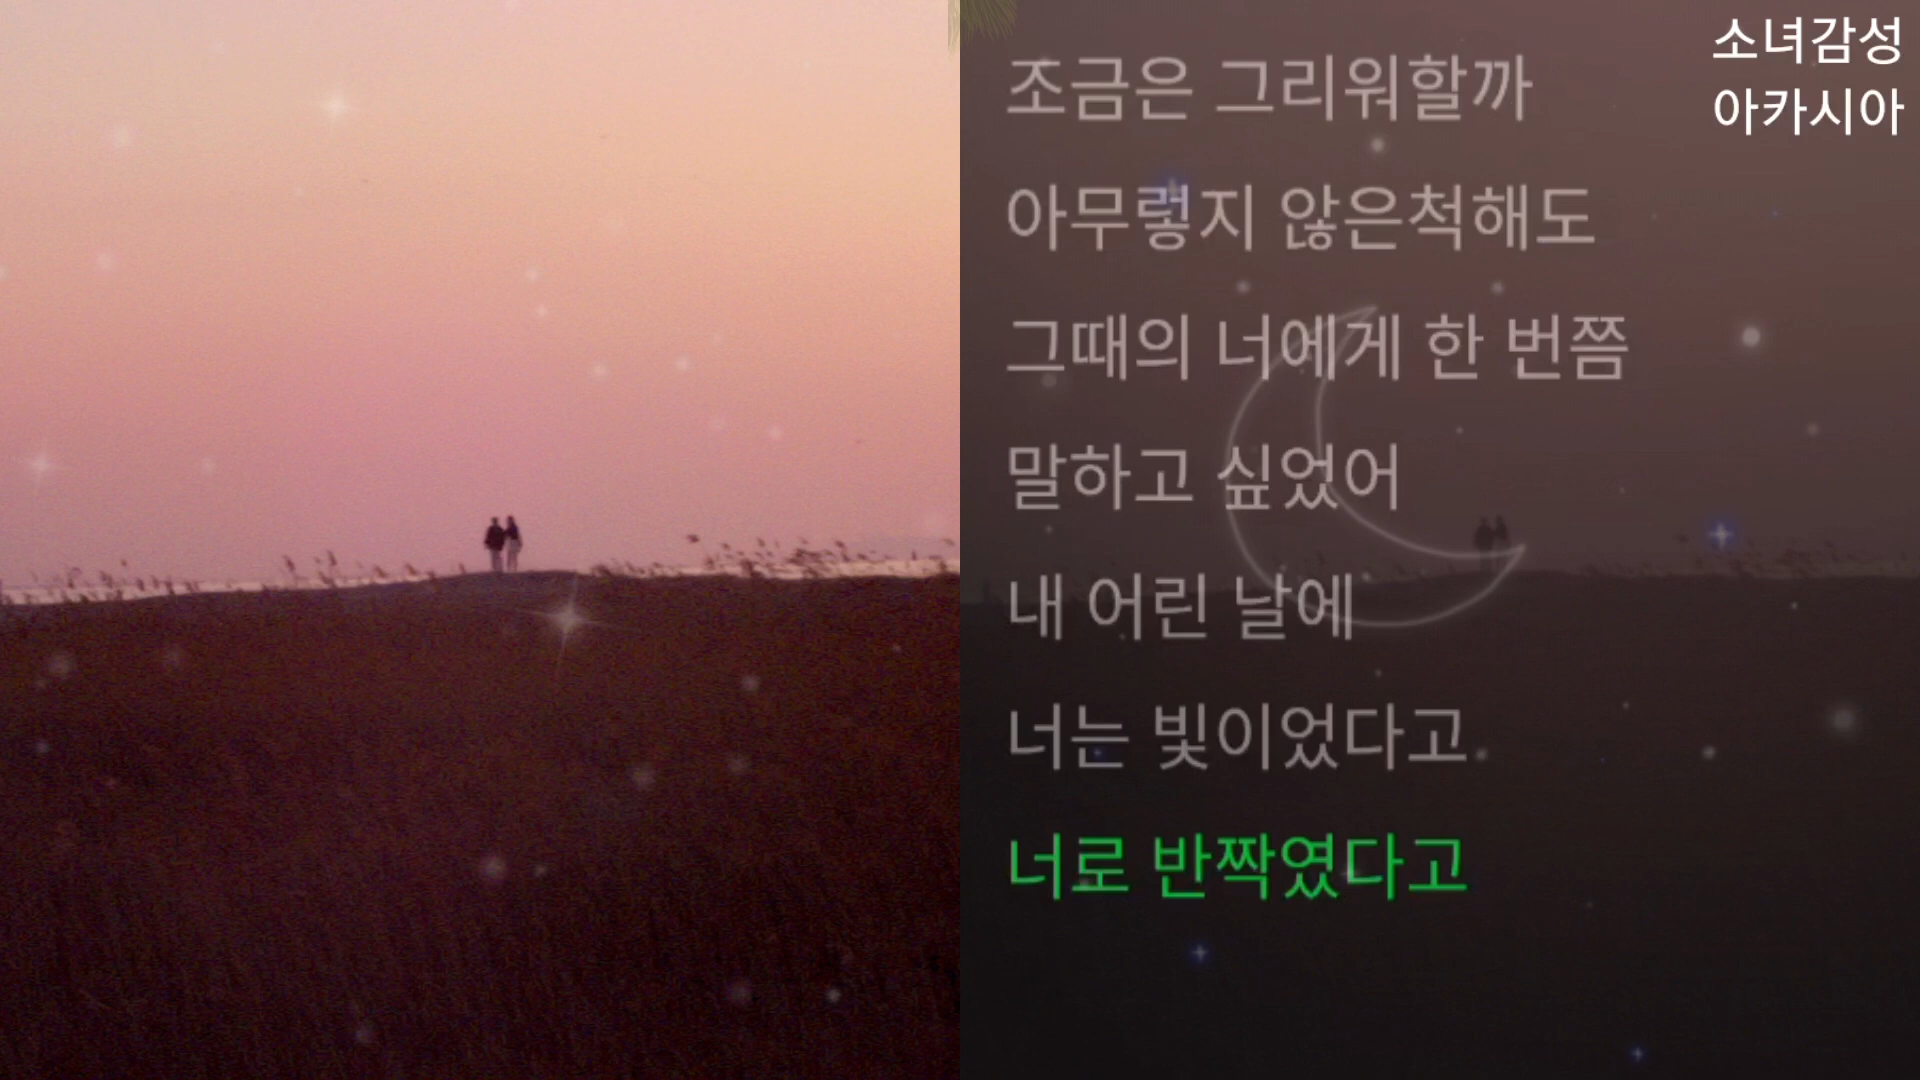 소녀감성
아카시아
조금은 그리워할까
아무렇지 않은척해도
그때의 너에게 한 번쯤
말하고 싶었어
내 어린 날에
너는 빛이었다고
너로 반짝였다고